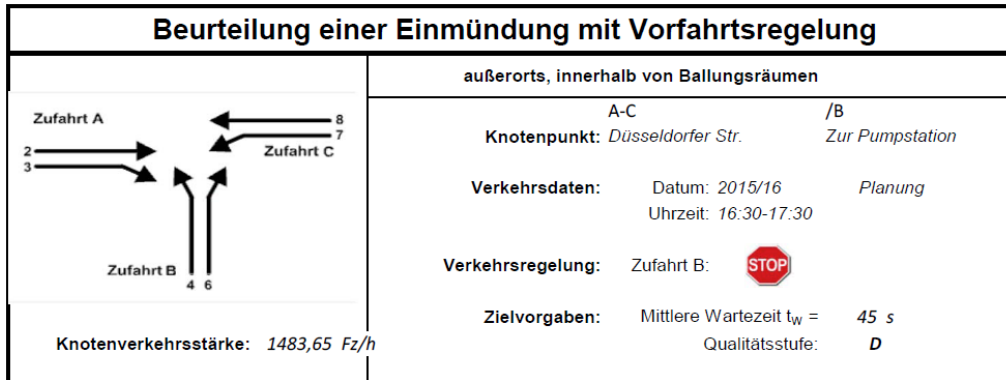 Beurteilung einer Einmündung mit Vorfahrtsregelung
außerorts, innerhalb von Ballungsräumen
Zufahrt A
8
7
Zufahrt C
2
3
Zufahrt B
4 6
Knotenverkehrsstärke: 1483,65 Fz/h
A-C /B
Knotenpunkt: Düsseldorfer Str. Zur Pumpstation
Verkehrsdaten: Datum: 2015/16 Planung
Uhrzeit: 16:30-17:30
Verkehrsregelung: Zufahrt B: STOP
Zielvorgaben: Mittlere Wartezeit tw = 45 s
Qualitätsstufe: D